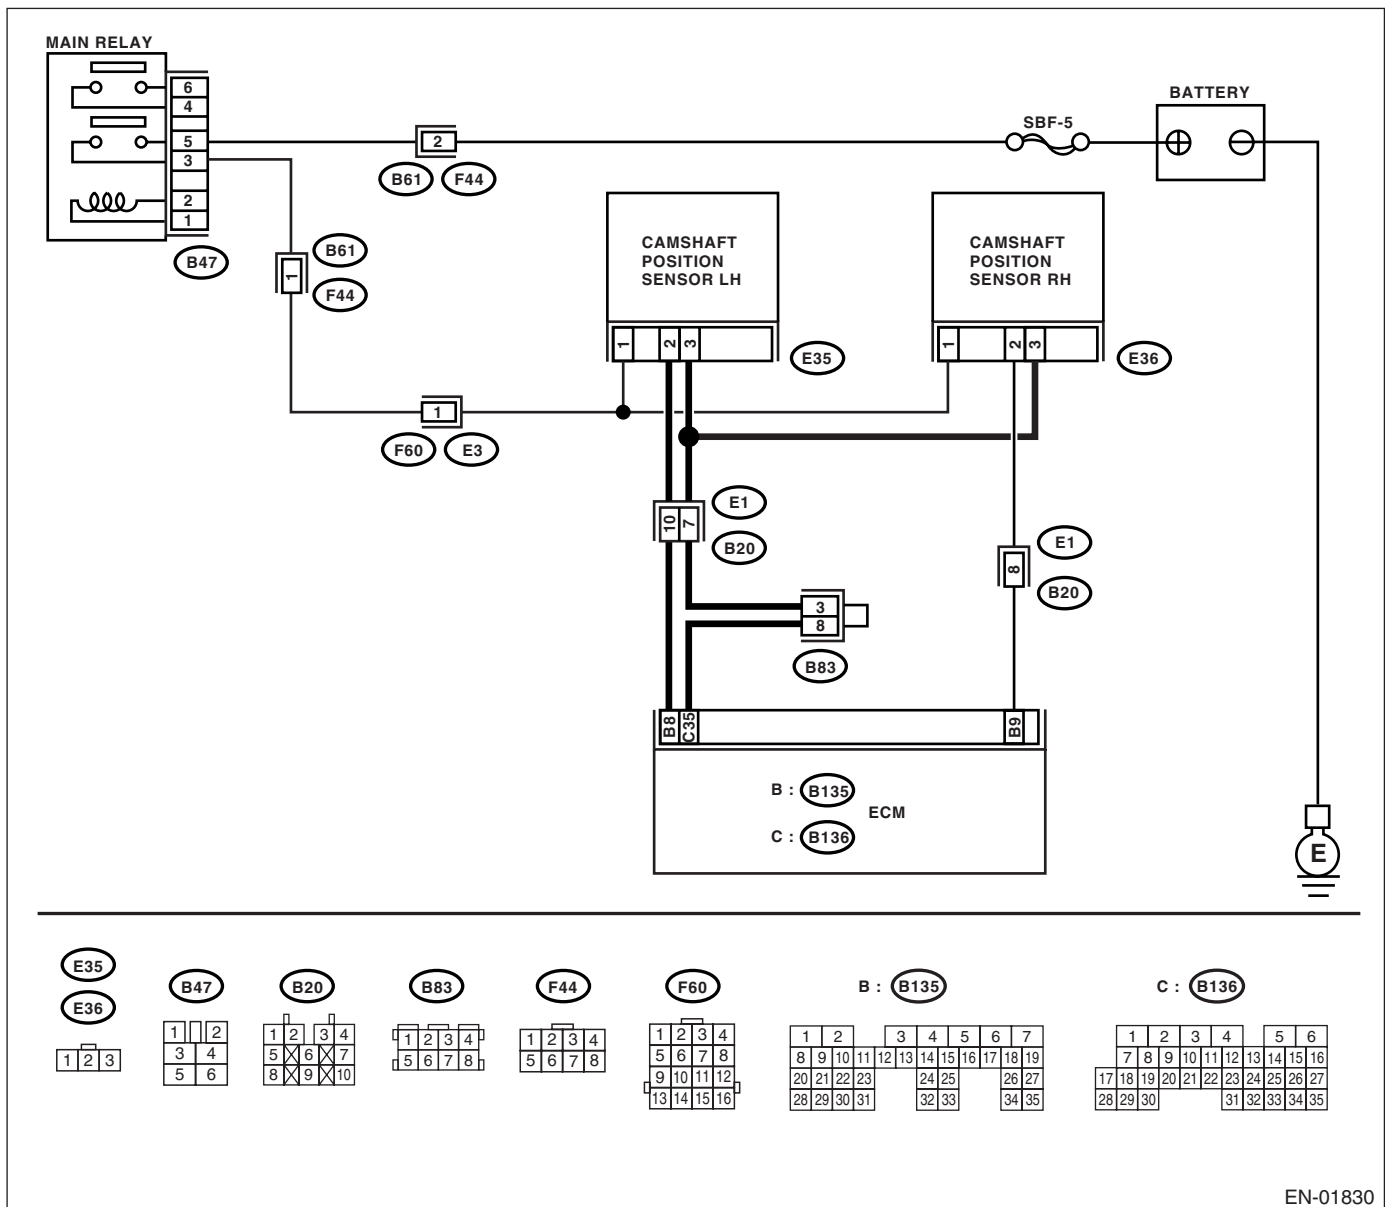 MAIN RELAY
6
4
5
3
2
1
B47
2
B61 F44
SBF-5
BATTERY
1
B61
F44
CAMSHAFT
POSITION
SENSOR LH
1 2 3
E35
CAMSHAFT
POSITION
SENSOR RH
1 2 3
E36
1
F60 E3
10 7
E1
B20
8
E1
B20
3
8
B83
B8 C35 B9
B : B135
ECM
C : B136
E
E35
E36
1 2 3
B47
1 2
3 4
5 6
B20
1 2 3 4
5 6 7
8 9 10
B83
1 2 3 4
5 6 7 8
F44
1 2 3 4
5 6 7 8
F60
1 2 3 4
5 6 7 8
9 10 11 12
13 14 15 16
B : B135
1 2 3 4 5 6 7
8 9 10 11 12 13 14 15 16 17 18 19
20 21 22 23 24 25 26 27
28 29 30 31 32 33 34 35
C : B136
1 2 3 4 5 6
7 8 9 10 11 12 13 14 15 16
17 18 19 20 21 22 23 24 25 26 27
28 29 30 31 32 33 34 35
EN-01830